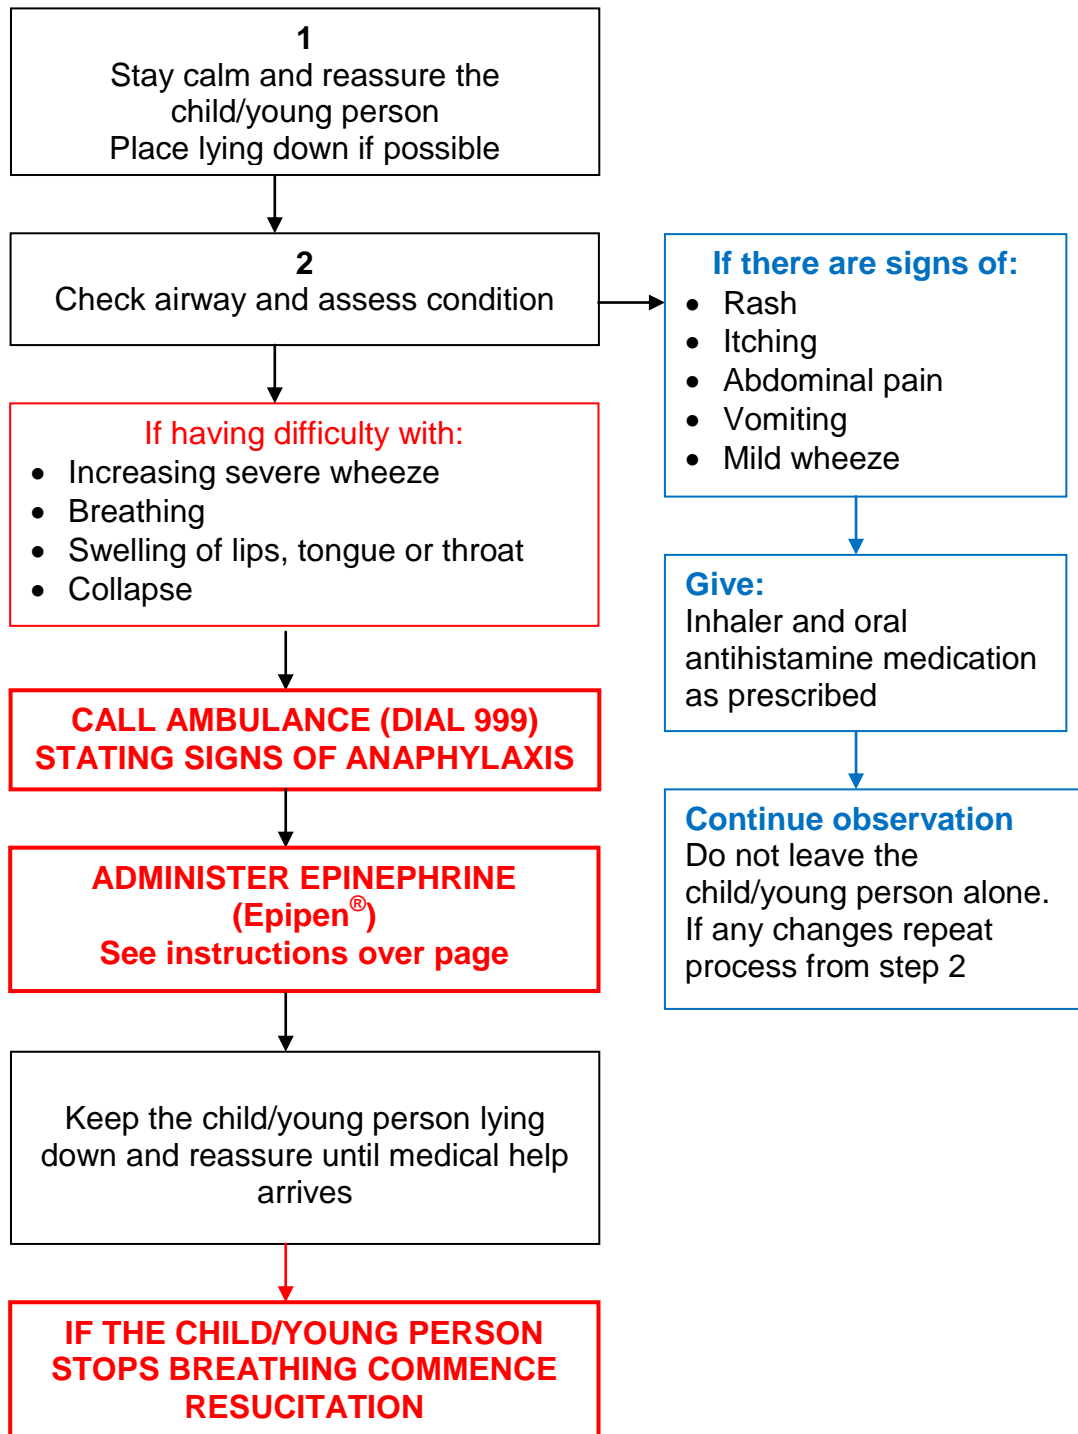 1
Stay calm and reassure the
child/young person
Place lying down if possible
2
Check airway and assess condition
If there are signs of:
• Rash
• Itching
• Abdominal pain
• Vomiting
• Mild wheeze
If having difficulty with:
• Increasing severe wheeze
• Breathing
• Swelling of lips, tongue or throat
• Collapse
Give:
Inhaler and oral
antihistamine medication
as prescribed
CALL AMBULANCE (DIAL 999)
STATING SIGNS OF ANAPHYLAXIS
Continue observation
Do not leave the
child/young person alone.
If any changes repeat
process from step 2
ADMINISTER EPINEPHRINE
(Epipen®)
See instructions over page
Keep the child/young person lying
down and reassure until medical help
arrives
IF THE CHILD/YOUNG PERSON
STOPS BREATHING COMMENCE
RESUCITATION